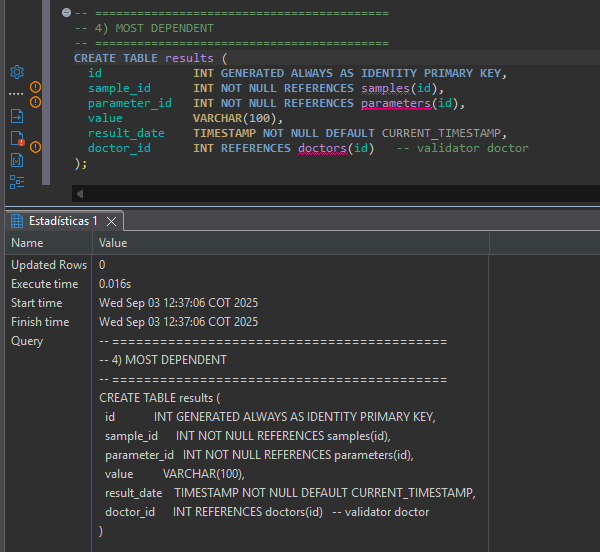 -- ==========================================
-- 4) MOST DEPENDENT
-- ==========================================
CREATE TABLE results (
id INT GENERATED ALWAYS AS IDENTITY PRIMARY KEY,
sample_id INT NOT NULL REFERENCES samples(id),
parameter_id INT NOT NULL REFERENCES parameters(id),
value VARCHAR(100),
result_date TIMESTAMP NOT NULL DEFAULT CURRENT_TIMESTAMP,
doctor_id INT REFERENCES doctors(id) -- validator doctor
);
Estadísticas 1
Name Value
Updated Rows 0
Execute time 0.016s
Start time Wed Sep 03 12:37:06 COT 2025
Finish time Wed Sep 03 12:37:06 COT 2025
Query -- ==========================================
-- 4) MOST DEPENDENT
-- ==========================================
CREATE TABLE results (
id INT GENERATED ALWAYS AS IDENTITY PRIMARY KEY,
sample_id INT NOT NULL REFERENCES samples(id),
parameter_id INT NOT NULL REFERENCES parameters(id),
value VARCHAR(100),
result_date TIMESTAMP NOT NULL DEFAULT CURRENT_TIMESTAMP,
doctor_id INT REFERENCES doctors(id) -- validator doctor
)